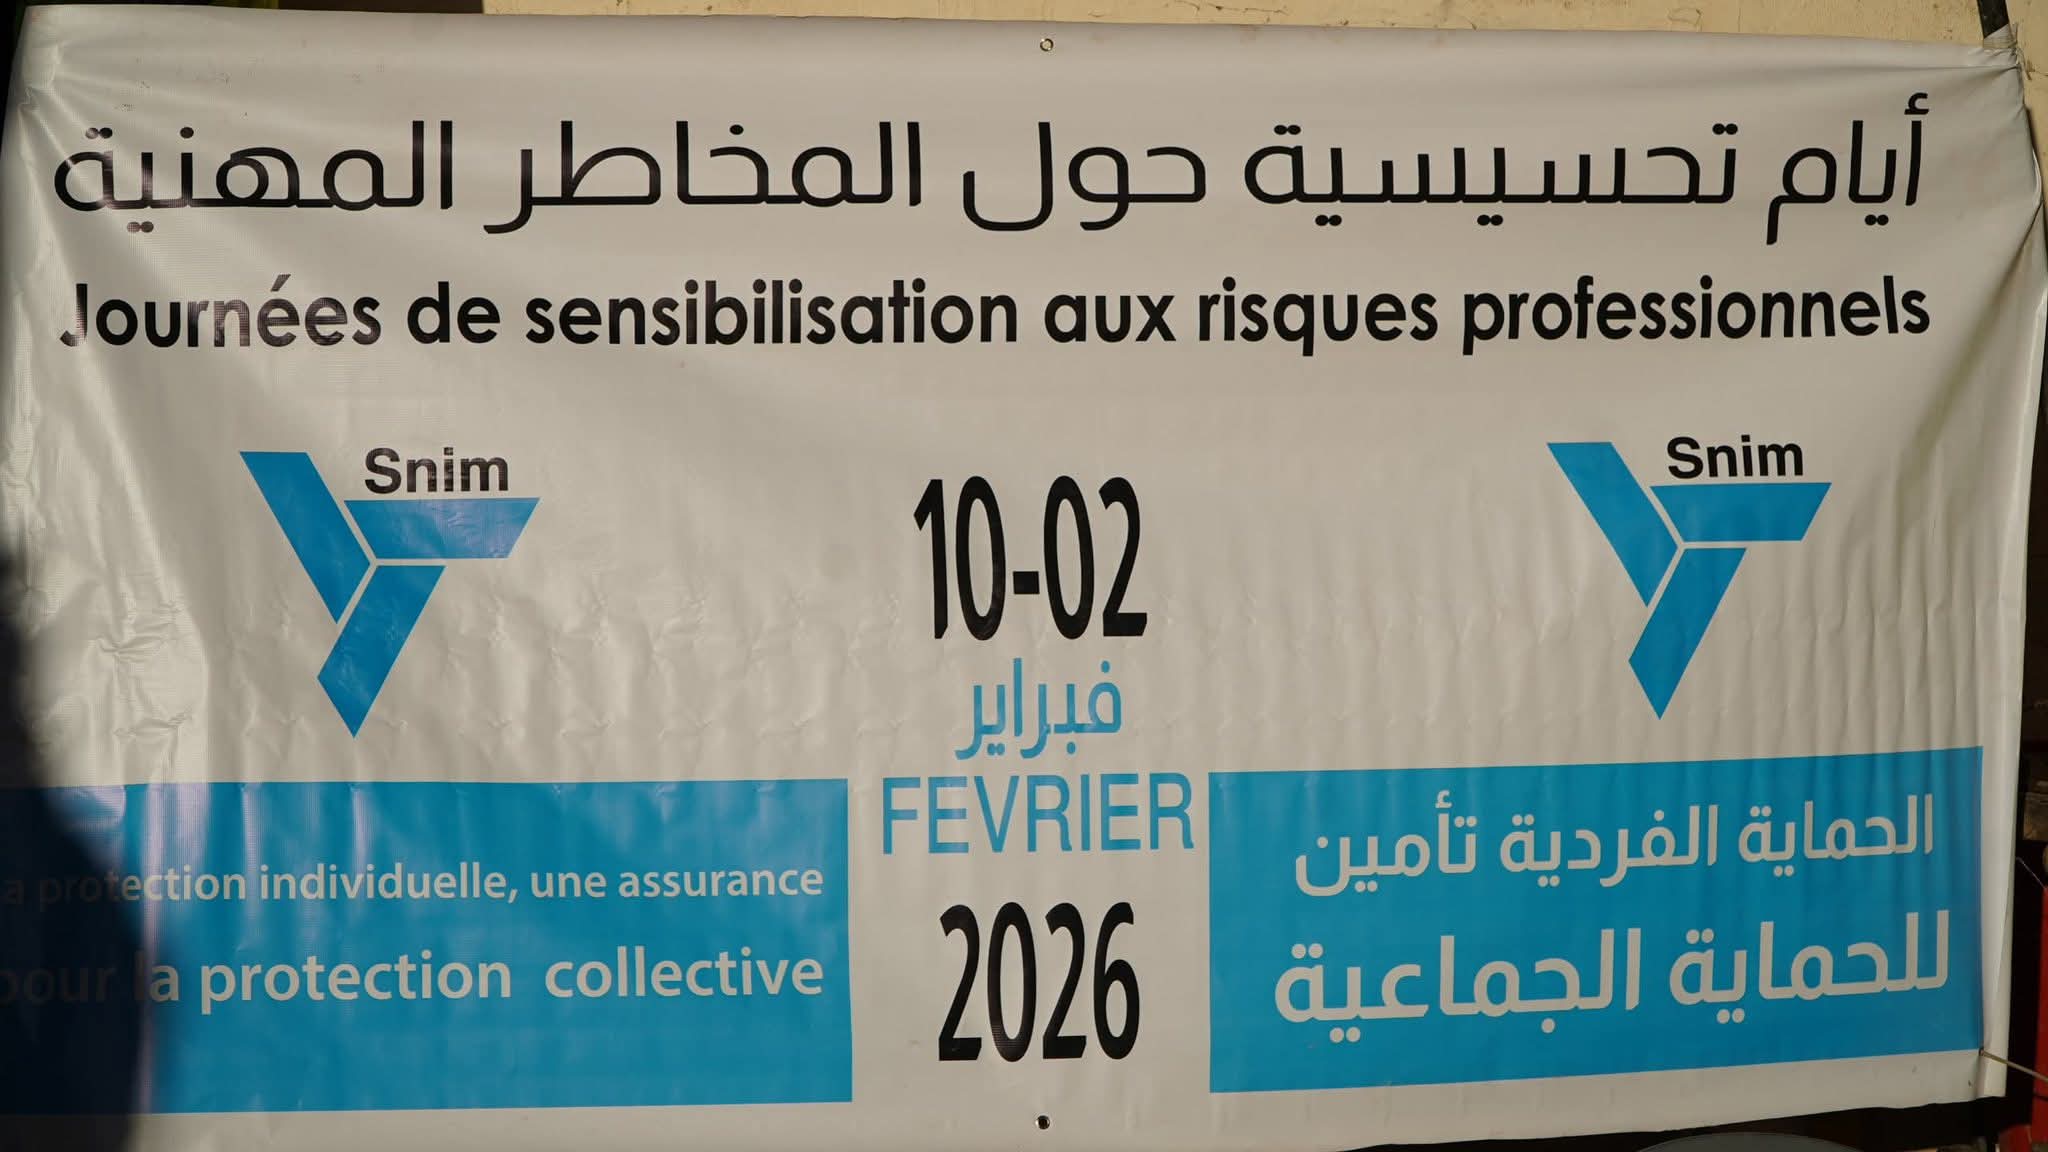 أيام تحسيسية حول المخاطر المهنية
Journées de sensibilisation aux risques professionnels
Snim
Snim
10-02
فبراير
FEVRIER
2026
a protection individuelle, une assurance
pour la protection collective
الحماية الفردية تأمين
للحماية الجماعية